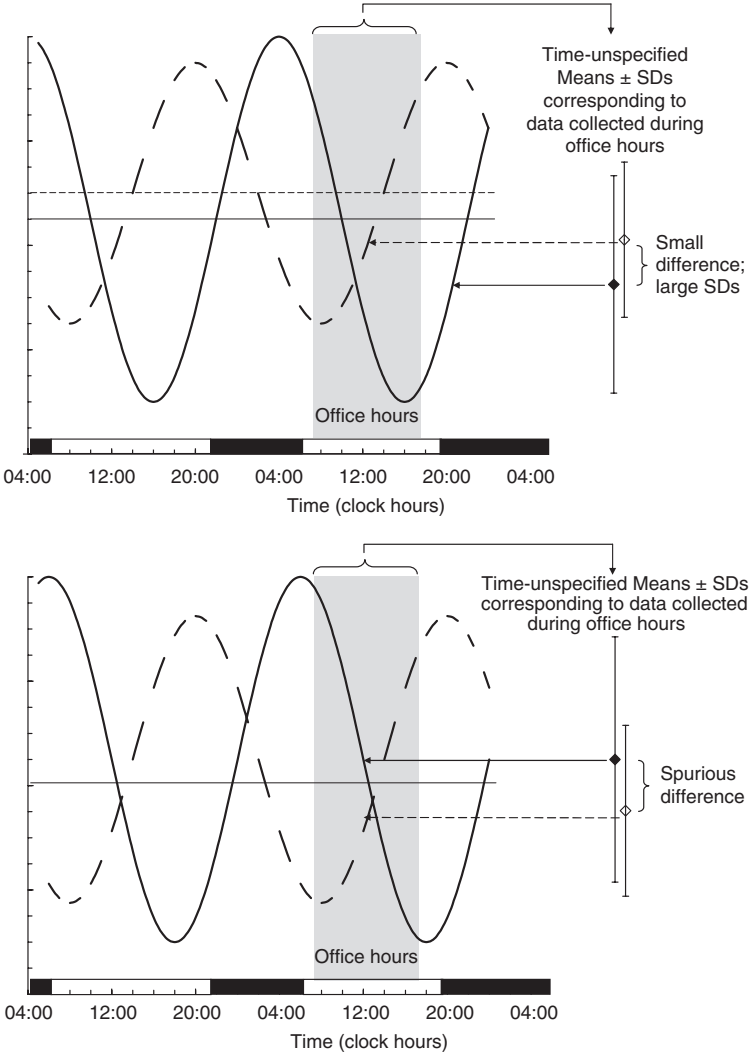 Time-unspecified
Means ± SDs
corresponding to
data collected during
office hours
Small
difference;
large SDs
Office hours
04:00 12:00 20:00 04:00 12:00 20:00 04:00
Time (clock hours)
Time-unspecified Means ± SDs
corresponding to data collected
during office hours
Spurious
difference
Office hours
04:00 12:00 20:00 04:00 12:00 20:00 04:00
Time (clock hours)